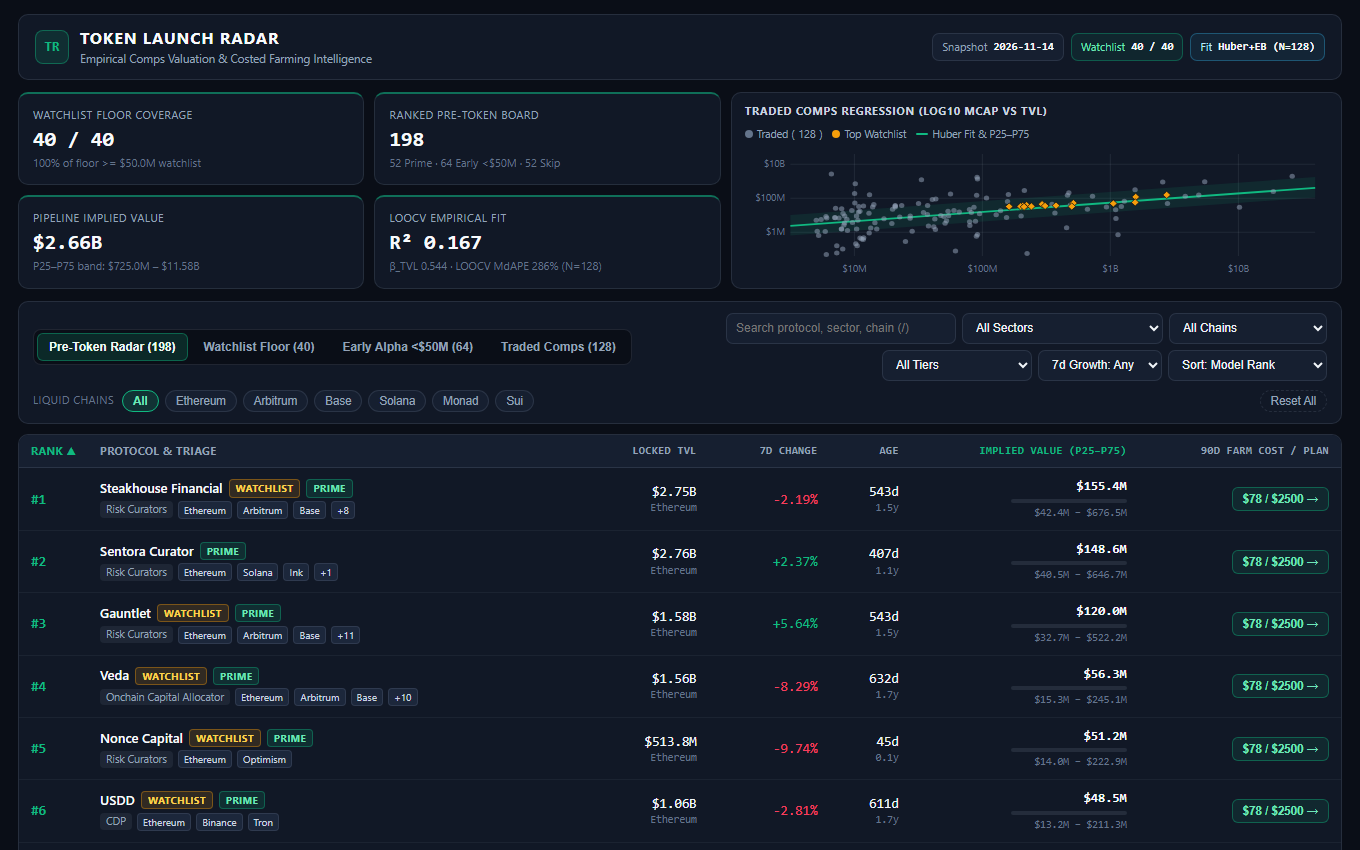 TR
TOKEN LAUNCH RADAR
Empirical Comps Valuation & Costed Farming Intelligence
Snapshot 2026-11-14
Watchlist 40 / 40
Fit Huber+EB (N=128)
WATCHLIST FLOOR COVERAGE
40 / 40
100% of floor >= $50.0M watchlist
RANKED PRE-TOKEN BOARD
198
52 Prime · 64 Early <$50M · 52 Skip
PIPELINE IMPLIED VALUE
$2.66B
P25–P75 band: $725.0M – $11.58B
LOOCV EMPIRICAL FIT
R² 0.167
β_TVL 0.544 · LOOCV MdAPE 286% (N=128)
TRADED COMPS REGRESSION (LOG10 MCAP VS TVL)
Traded ( 128 )
Top Watchlist
Huber Fit & P25–P75
$10B
$100M
$1M
$10M
$100M
$1B
$10B
Pre-Token Radar (198)
Watchlist Floor (40)
Early Alpha <$50M (64)
Traded Comps (128)
Search protocol, sector, chain (/)
All Sectors
All Chains
All Tiers
7d Growth: Any
Sort: Model Rank
LIQUID CHAINS
All
Ethereum
Arbitrum
Base
Solana
Monad
Sui
Reset All
RANK ▲
PROTOCOL & TRIAGE
LOCKED TVL
7D CHANGE
AGE
IMPLIED VALUE (P25–P75)
90D FARM COST / PLAN
#1
Steakhouse Financial WATCHLIST PRIME
Risk Curators Ethereum Arbitrum Base +8
$2.75B
Ethereum
-2.19%
543d
1.5y
$155.4M
$42.4M – $676.5M
$78 / $2500 →
#2
Sentora Curator PRIME
Risk Curators Ethereum Solana Ink +1
$2.76B
Ethereum
+2.37%
407d
1.1y
$148.6M
$40.5M – $646.7M
$78 / $2500 →
#3
Gauntlet WATCHLIST PRIME
Risk Curators Ethereum Arbitrum Base +11
$1.58B
Ethereum
+5.64%
543d
1.5y
$120.0M
$32.7M – $522.2M
$78 / $2500 →
#4
Veda WATCHLIST PRIME
Onchain Capital Allocator Ethereum Arbitrum Base +10
$1.56B
Ethereum
-8.29%
632d
1.7y
$56.3M
$15.3M – $245.1M
$78 / $2500 →
#5
Nonce Capital WATCHLIST PRIME
Risk Curators Ethereum Optimism
$513.8M
Ethereum
-9.74%
45d
0.1y
$51.2M
$14.0M – $222.9M
$78 / $2500 →
#6
USDD WATCHLIST PRIME
CDP Ethereum Binance Tron
$1.06B
Ethereum
-2.81%
611d
1.7y
$48.5M
$13.2M – $211.3M
$78 / $2500 →